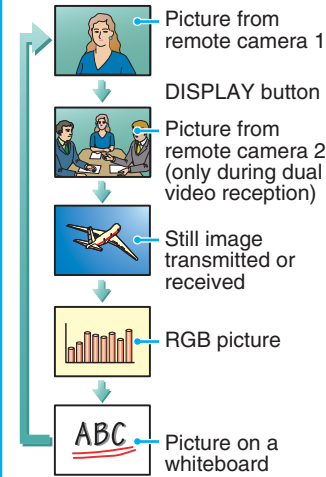 Picture from
remote camera 1
DISPLAY button
Picture from
remote camera 2
(only during dual
video reception)
Still image
transmitted or
received
RGB picture
ABC
Picture on a
whiteboard